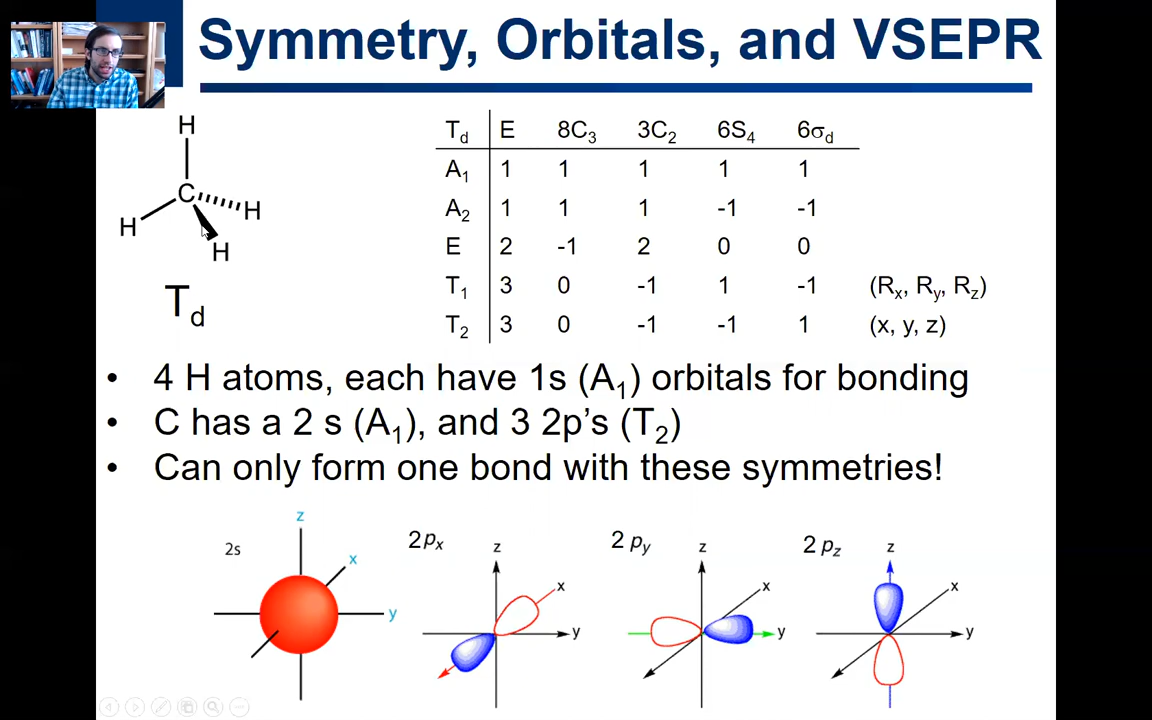 Symmetry, Orbitals, and VSEPR
H
C
H
H
H
Td
Td E 8C3 3C2 6S4 6σd
A1 1 1 1 1 1
A2 1 1 1 -1 -1
E 2 -1 2 0 0
T1 3 0 -1 1 -1 (Rx, Ry, Rz)
T2 3 0 -1 -1 1 (x, y, z)
• 4 H atoms, each have 1s (A1) orbitals for bonding
• C has a 2 s (A1), and 3 2p’s (T2)
• Can only form one bond with these symmetries!
2s z x y
2px z x y
2 py z x y
2 pz z x y